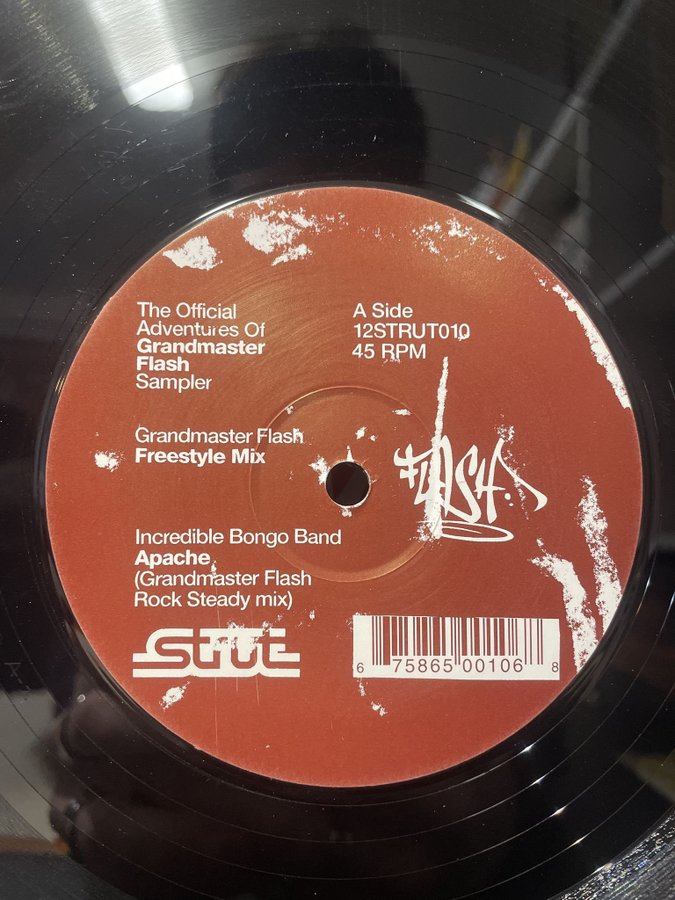 The Official
Adventures Of
Grandmaster
Flash
Sampler
A Side
12STRUT010
45 RPM
Grandmaster Flash
Freestyle Mix
FLASH.
Incredible Bongo Band
Apache
(Grandmaster Flash
Rock Steady mix)
Strut
6 75865 00106 8